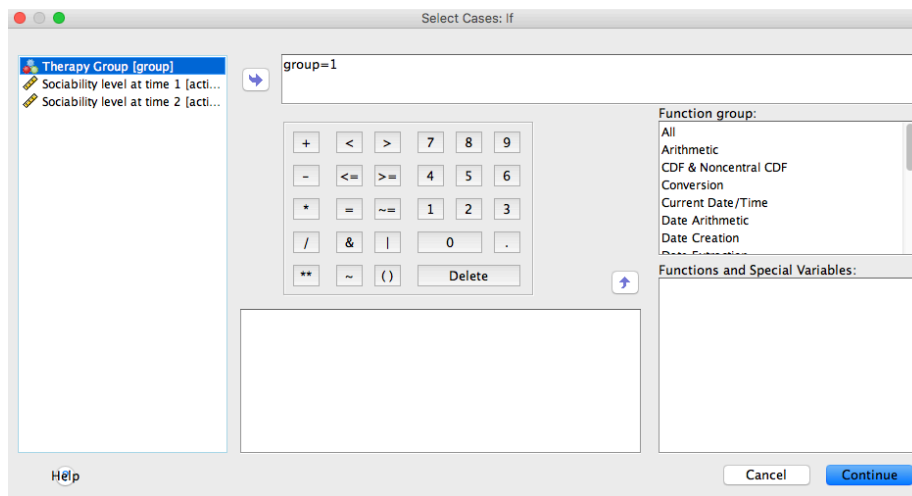 Select Cases: If
Therapy Group [group]
Sociability level at time 1 [acti...
Sociability level at time 2 [acti...
group=1
+ < > 7 8 9
- <= >= 4 5 6
* = ~= 1 2 3
/ & | 0 .
** ~ () Delete
Function group:
All
Arithmetic
CDF & Noncentral CDF
Conversion
Current Date/Time
Date Arithmetic
Date Creation
Date Extraction
Functions and Special Variables:
Help
Cancel Continue